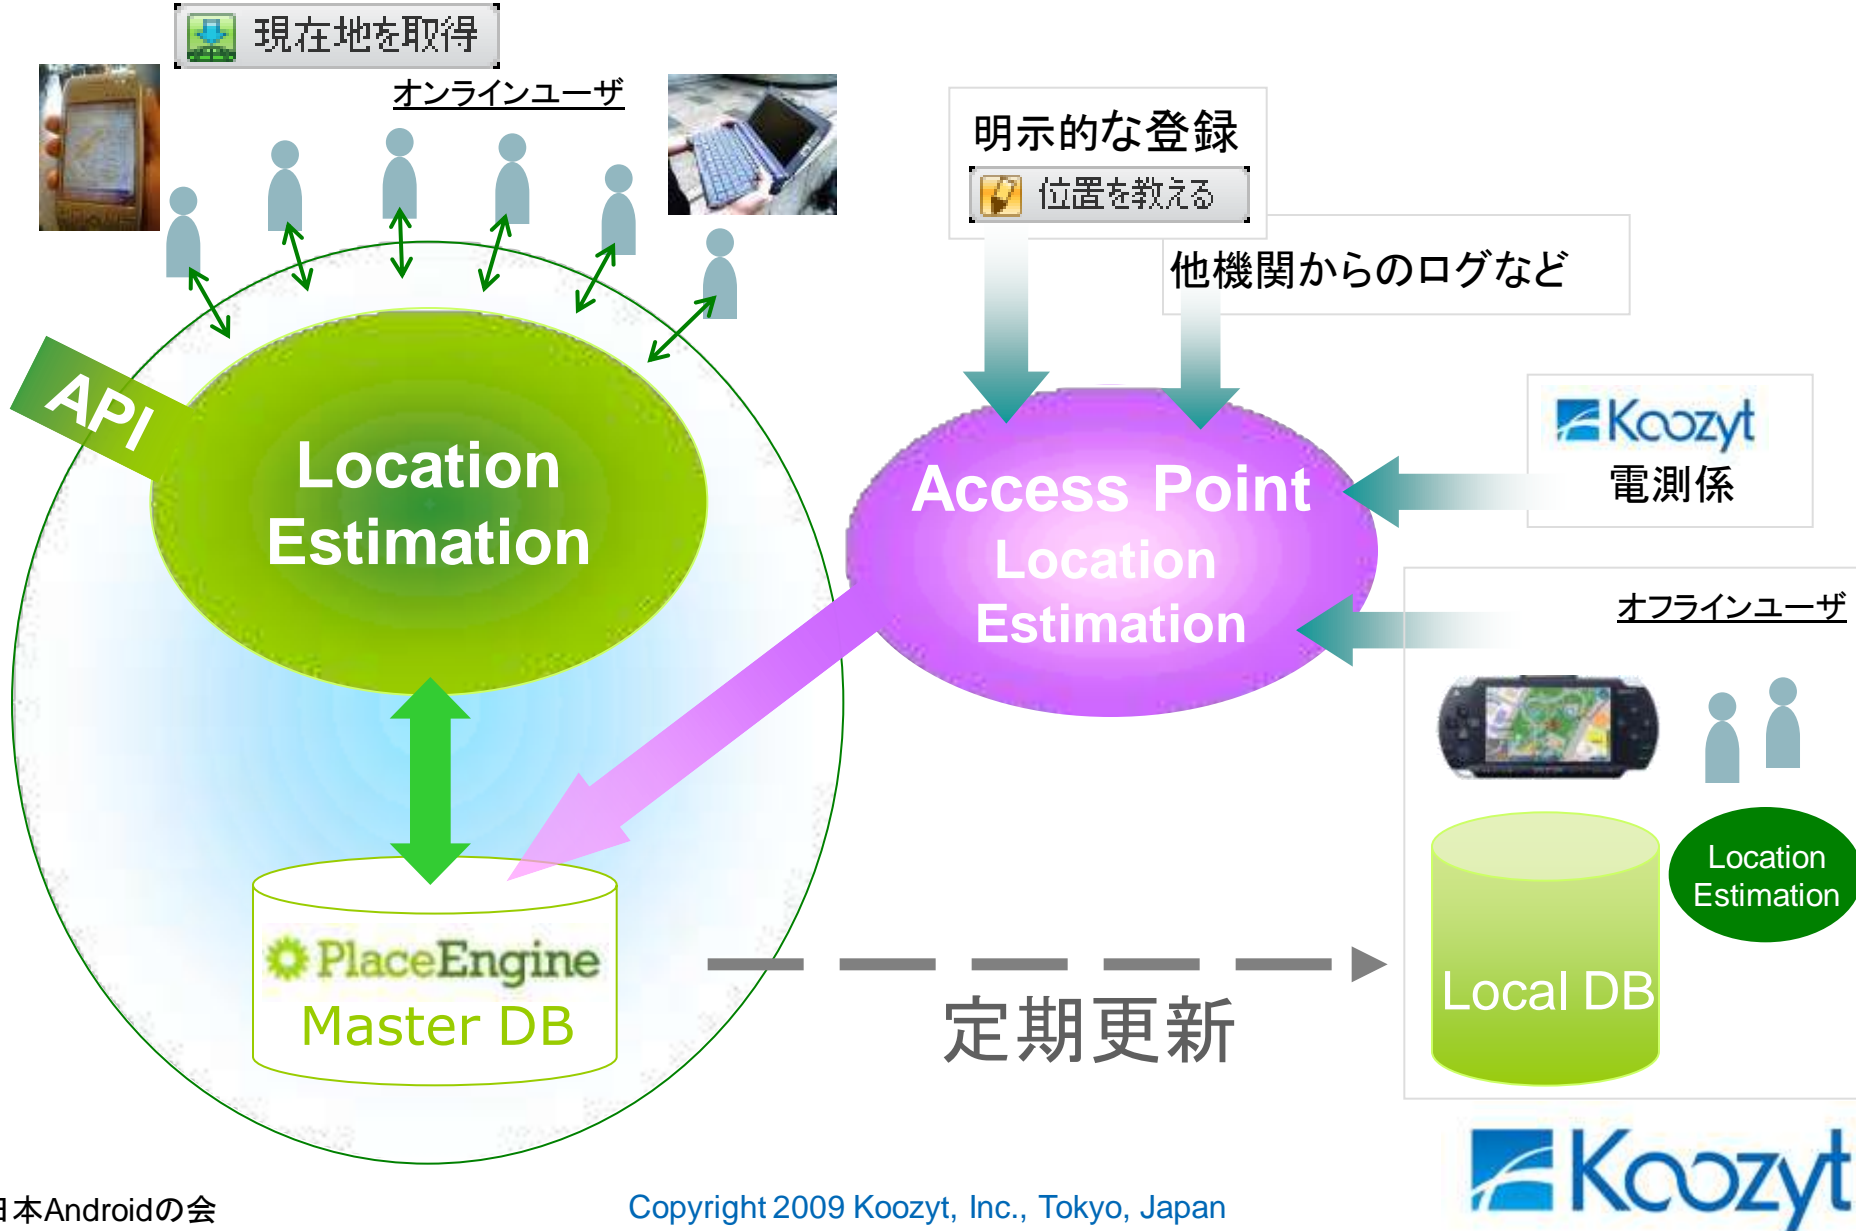 現在地を取得
オンラインユーザ
明示的な登録
位置を教える
他機関からのログなど
API
Location
Estimation
Access Point
Location
Estimation
Koozyt
電測係
オフラインユーザ
Location
Estimation
Local DB
PlaceEngine
Master DB
定期更新
Koozyt
日本Androidの会
Copyright 2009 Koozyt, Inc., Tokyo, Japan